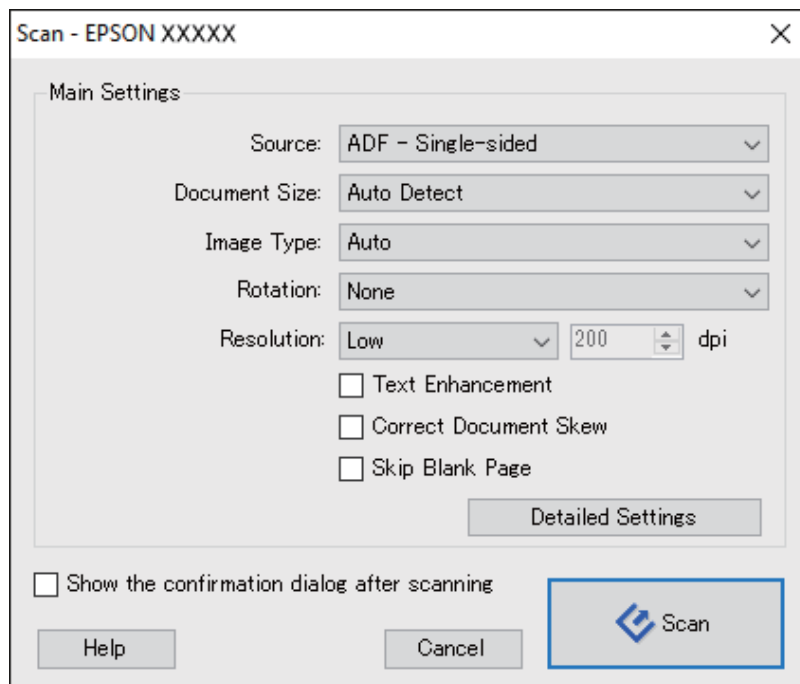 Scan - EPSON XXXXX
Main Settings
Source: ADF - Single-sided
Document Size: Auto Detect
Image Type: Auto
Rotation: None
Resolution: Low 200 dpi
Text Enhancement
Correct Document Skew
Skip Blank Page
Detailed Settings
Show the confirmation dialog after scanning
Help Cancel Scan